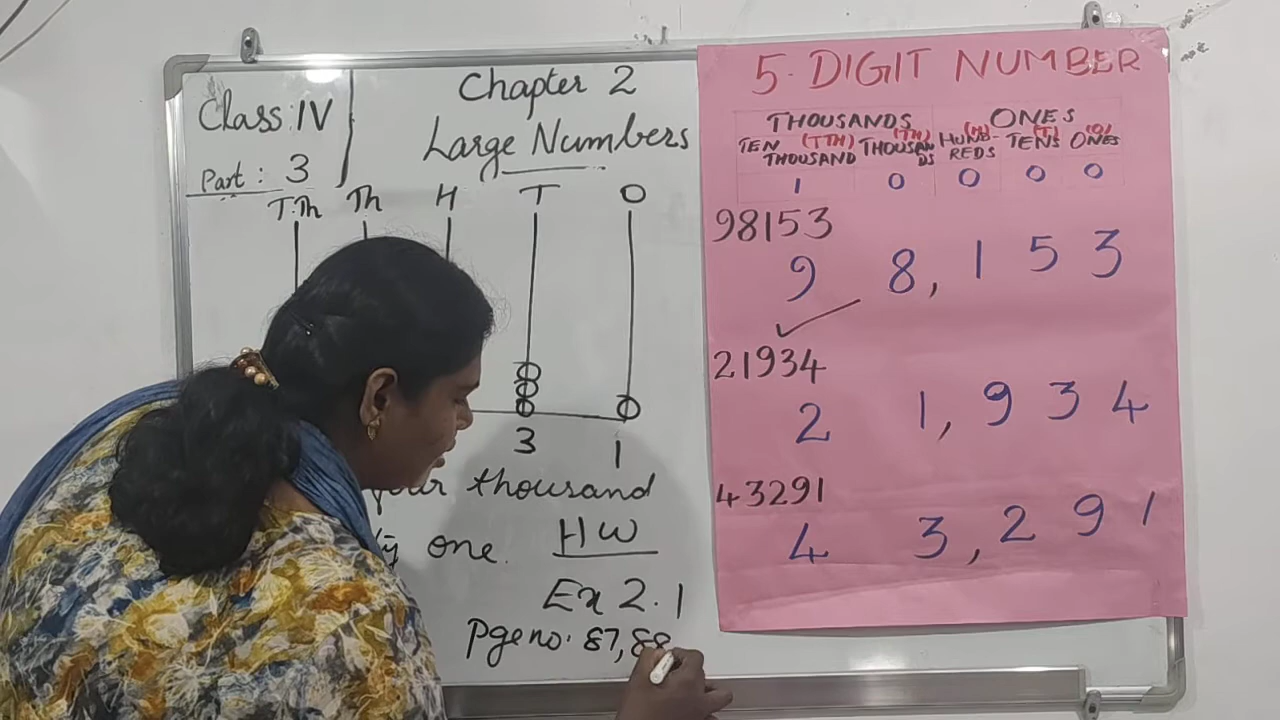 Class: IV
Part: 3
Chapter 2
Large Numbers
T.Th Th H T O
3 1
thousand
one.
HW
Ex 2.1
Pge no. 87,88
5. DIGIT NUMBER
THOUSANDS ONES
TEN THOUSAND (TTH) THOUSANDS (TH) HUND-REDS (H) TENS (T) ONES (O)
1 0 0 0 0
98153
9 8, 1 5 3
21934
2 1, 9 3 4
43291
4 3, 2 9 1